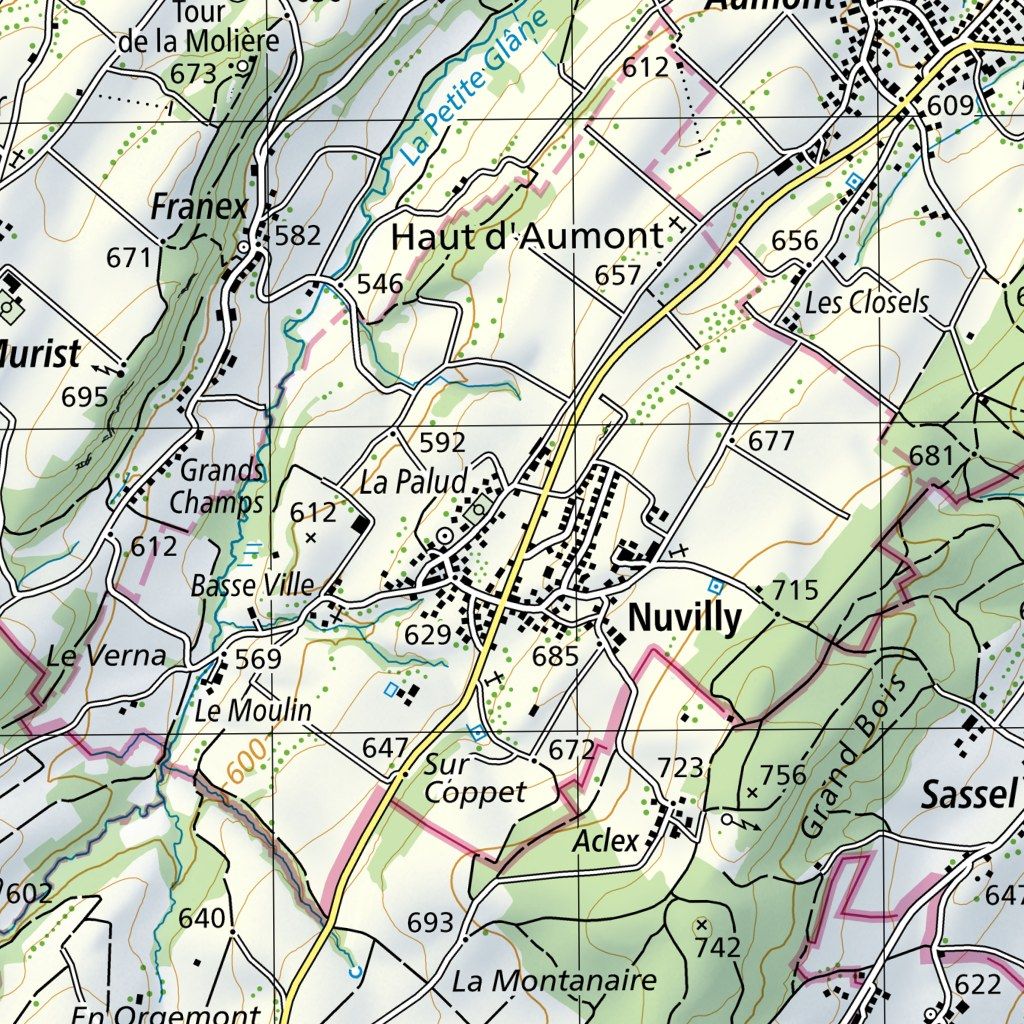 Tour
de la Molière
673
La Petite Glâne
612
Aumont
609
Franex
582
671
Haut d'Aumont
546
657
656
Les Closels
Murist
695
592
677
681
Grands
Champs
La Palud
612
612
Basse Ville
715
Nuvilly
629
685
Le Verna
569
Le Moulin
600
647
Sur
Coppet
672
723
756
Grand Bois
Sassel
Aclex
602
640
693
742
647
La Montanaire
622
En Orgemont